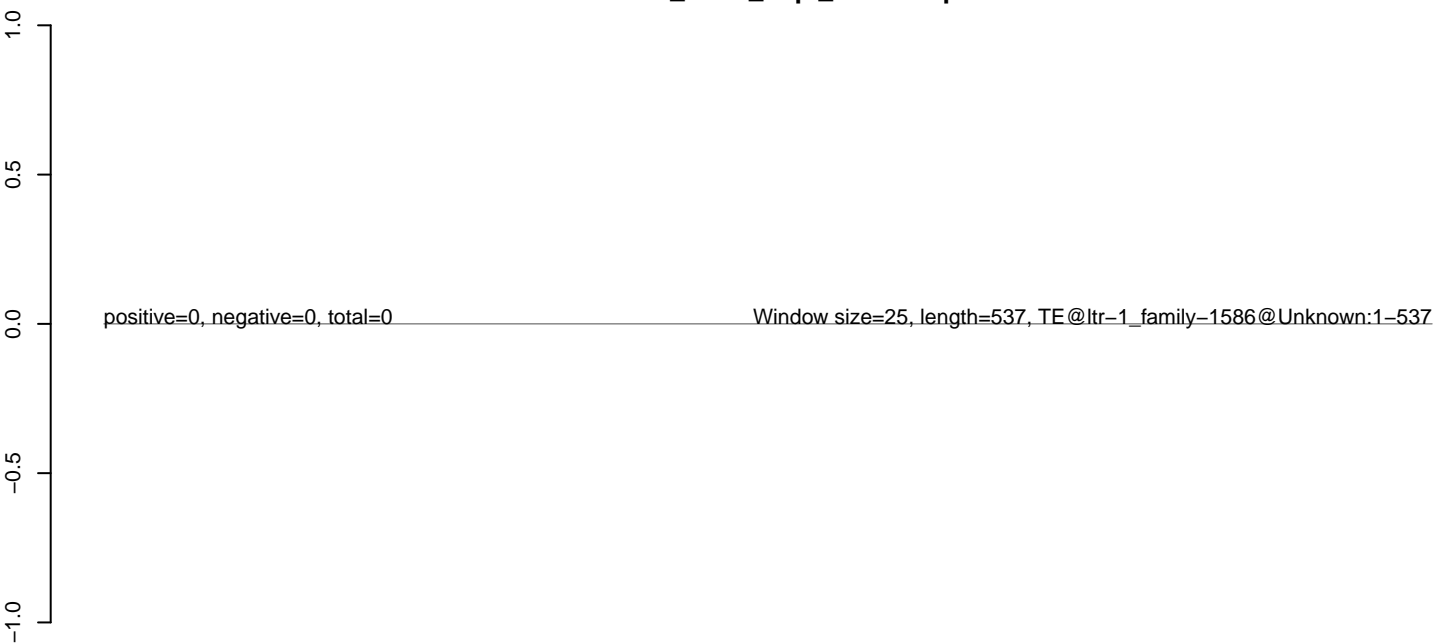 1.0
0.5
0.0
−0.5
−1.0
positive=0, negative=0, total=0
Window size=25, length=537, TE@ltr−1_family−1586@Unknown:1−537